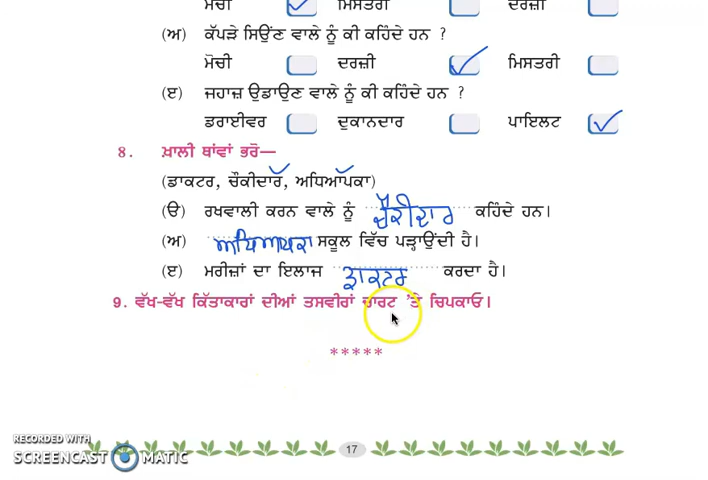 ਮੋਚੀ ਮਿਸਤਰੀ ਦਰਜ਼ੀ
(ਅ) ਕੱਪੜੇ ਸਿਉਂਣ ਵਾਲੇ ਨੂੰ ਕੀ ਕਹਿੰਦੇ ਹਨ ?
ਮੋਚੀ ਦਰਜ਼ੀ ਮਿਸਤਰੀ
(ੲ) ਜਹਾਜ਼ ਉਡਾਉਣ ਵਾਲੇ ਨੂੰ ਕੀ ਕਹਿੰਦੇ ਹਨ ?
ਡਰਾਈਵਰ ਦੁਕਾਨਦਾਰ ਪਾਇਲਟ
8. ਖ਼ਾਲੀ ਥਾਂਵਾਂ ਭਰੋ—
(ਡਾਕਟਰ, ਚੌਕੀਦਾਰ, ਅਧਿਆਪਕਾ)
(ੳ) ਰਖਵਾਲੀ ਕਰਨ ਵਾਲੇ ਨੂੰ ਚੌਕੀਦਾਰ ਕਹਿੰਦੇ ਹਨ।
(ਅ) ਅਧਿਆਪਕਾ ਸਕੂਲ ਵਿੱਚ ਪੜ੍ਹਾਉਂਦੀ ਹੈ।
(ੲ) ਮਰੀਜ਼ਾਂ ਦਾ ਇਲਾਜ ਡਾਕਟਰ ਕਰਦਾ ਹੈ।
9. ਵੱਖ-ਵੱਖ ਕਿੱਤਾਕਾਰਾਂ ਦੀਆਂ ਤਸਵੀਰਾਂ ਚਾਰਟ 'ਤੇ ਚਿਪਕਾਓ।
*****
17
RECORDED WITH
SCREENCAST MATIC